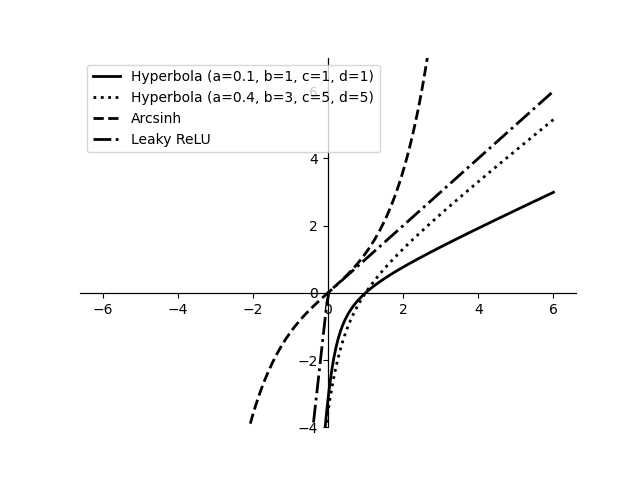 Hyperbola (a=0.1, b=1, c=1, d=1)
6
Hyperbola (a=0.4, b=3, c=5, d=5)
Arcsinh
Leaky ReLU
4
2
0
−6 −4 −2 0 2 4 6
−2
−4